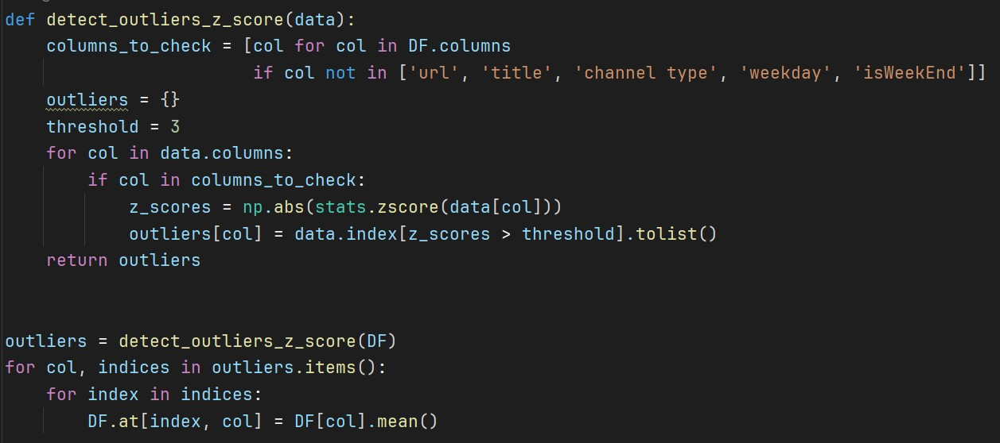 def detect_outliers_z_score(data):
    columns_to_check = [col for col in DF.columns
                        if col not in ['url', 'title', 'channel type', 'weekday', 'isWeekEnd']]
    outliers = {}
    threshold = 3
    for col in data.columns:
        if col in columns_to_check:
            z_scores = np.abs(stats.zscore(data[col]))
            outliers[col] = data.index[z_scores > threshold].tolist()
    return outliers
outliers = detect_outliers_z_score(DF)
for col, indices in outliers.items():
    for index in indices:
        DF.at[index, col] = DF[col].mean()